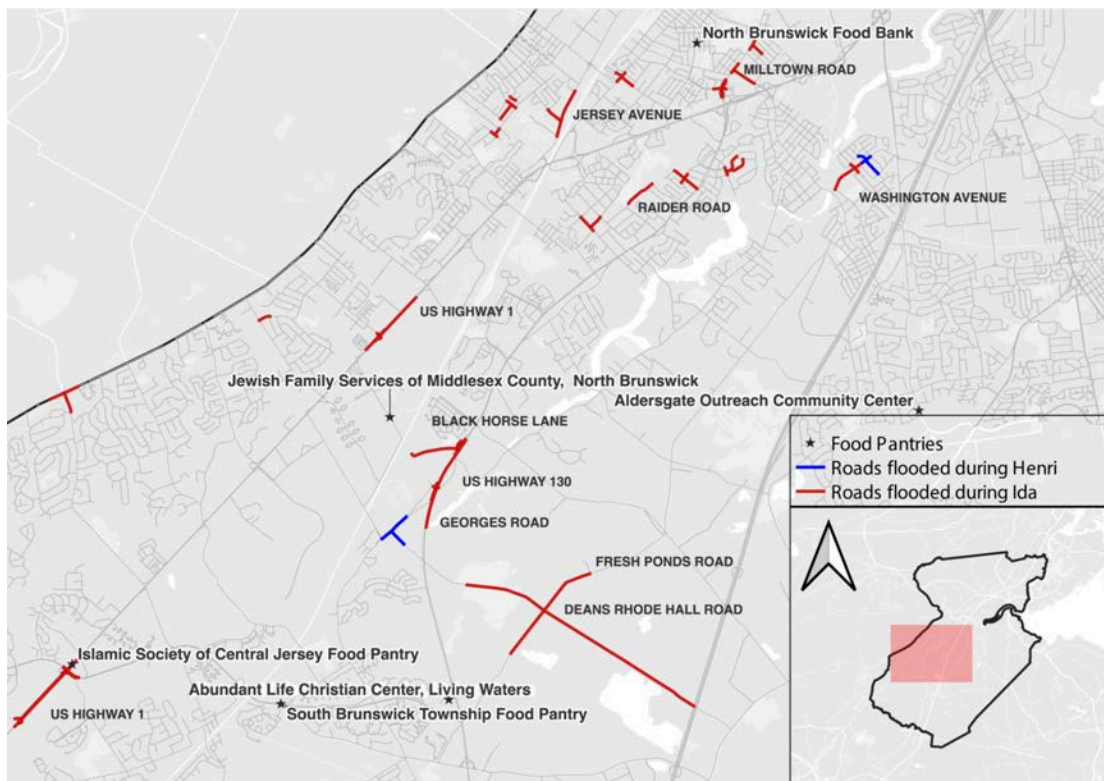 North Brunswick Food Bank
MILLTOWN ROAD
JERSEY AVENUE
WASHINGTON AVENUE
RAIDER ROAD
US HIGHWAY 1
Jewish Family Services of Middlesex County, North Brunswick
Aldersgate Outreach Community Center
BLACK HORSE LANE
US HIGHWAY 130
GEORGES ROAD
FRESH PONDS ROAD
DEANS RHODE HALL ROAD
Islamic Society of Central Jersey Food Pantry
Abundant Life Christian Center, Living Waters
South Brunswick Township Food Pantry
US HIGHWAY 1
Food Pantries
Roads flooded during Henri
Roads flooded during Ida